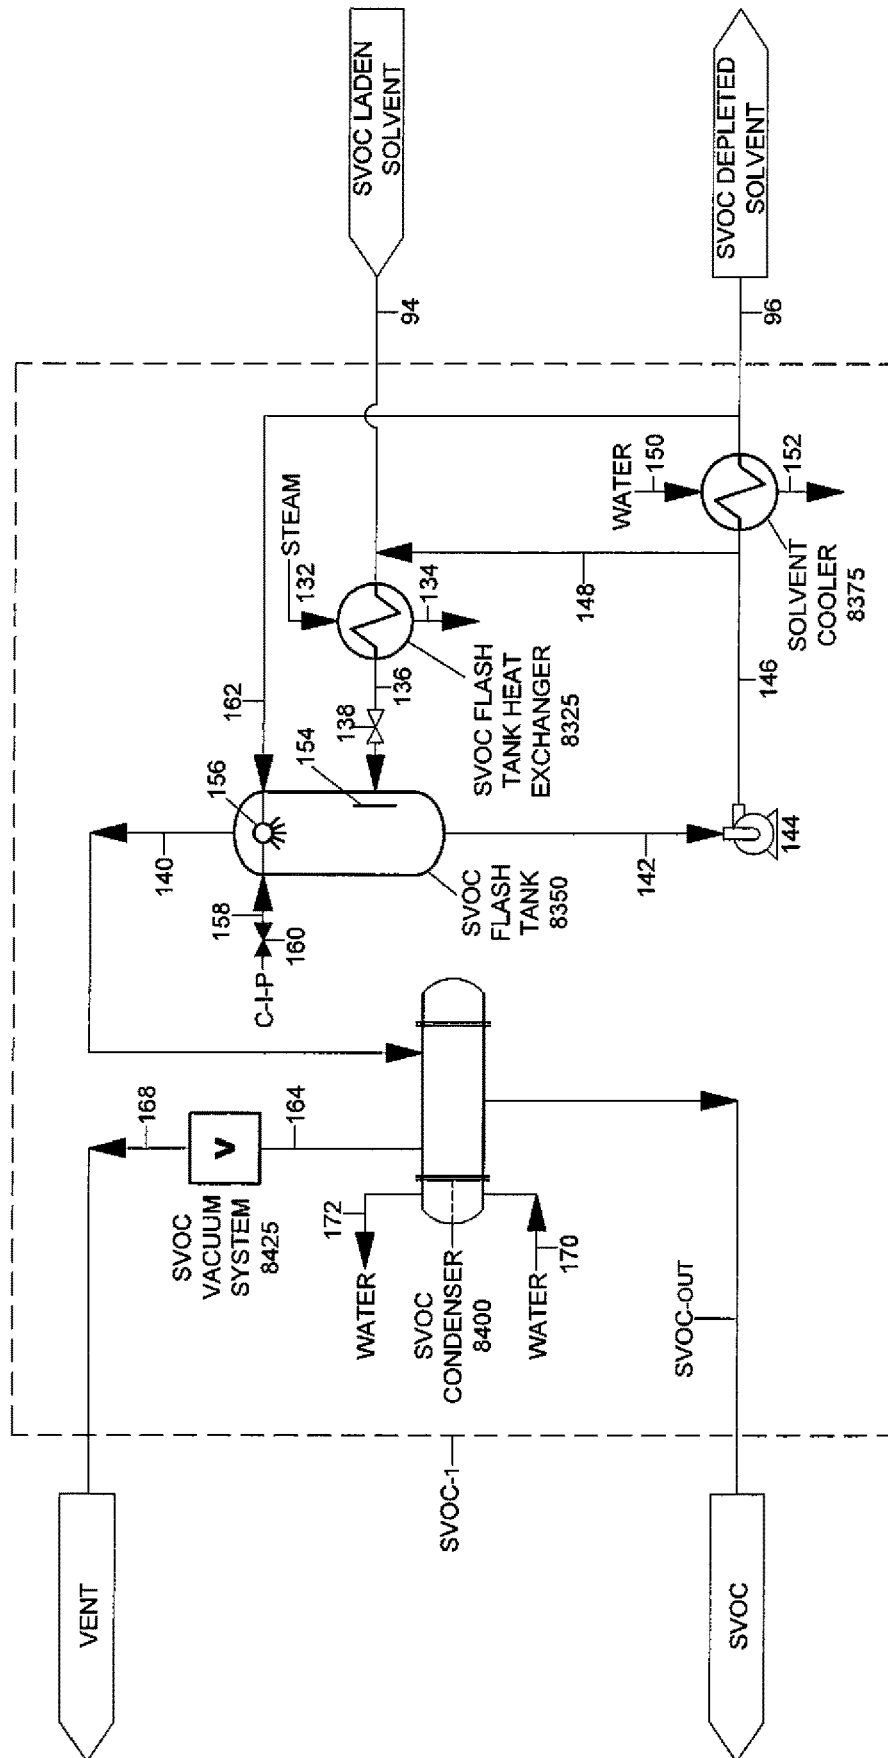 SVOC LADEN
SOLVENT
94
SVOC DEPLETED
SOLVENT
96
162
STEAM
132
134
136
138
SVOC FLASH
TANK HEAT
EXCHANGER
8325
148
WATER
150
152
SOLVENT
COOLER
8375
146
144
142
154
156
140
158
160
C-I-P
SVOC
FLASH
TANK
8350
168
164
V
SVOC
VACUUM
SYSTEM
8425
172
WATER
SVOC
CONDENSER
8400
WATER
170
SVOC-OUT
SVOC-1
VENT
SVOC